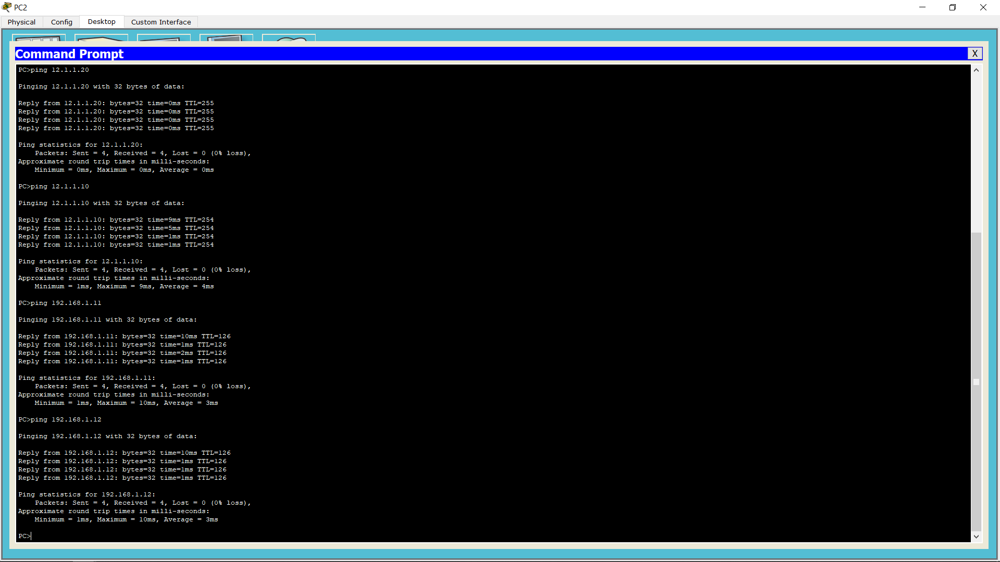 PC2
Physical Config Desktop Custom Interface
Command Prompt X
PC>ping 12.1.1.20
Pinging 12.1.1.20 with 32 bytes of data:
Reply from 12.1.1.20: bytes=32 time=0ms TTL=255
Reply from 12.1.1.20: bytes=32 time=0ms TTL=255
Reply from 12.1.1.20: bytes=32 time=0ms TTL=255
Reply from 12.1.1.20: bytes=32 time=0ms TTL=255
Ping statistics for 12.1.1.20:
    Packets: Sent = 4, Received = 4, Lost = 0 (0% loss),
Approximate round trip times in milli-seconds:
    Minimum = 0ms, Maximum = 0ms, Average = 0ms
PC>ping 12.1.1.10
Pinging 12.1.1.10 with 32 bytes of data:
Reply from 12.1.1.10: bytes=32 time=9ms TTL=254
Reply from 12.1.1.10: bytes=32 time=5ms TTL=254
Reply from 12.1.1.10: bytes=32 time=1ms TTL=254
Reply from 12.1.1.10: bytes=32 time=1ms TTL=254
Ping statistics for 12.1.1.10:
    Packets: Sent = 4, Received = 4, Lost = 0 (0% loss),
Approximate round trip times in milli-seconds:
    Minimum = 1ms, Maximum = 9ms, Average = 4ms
PC>ping 192.168.1.11
Pinging 192.168.1.11 with 32 bytes of data:
Reply from 192.168.1.11: bytes=32 time=10ms TTL=126
Reply from 192.168.1.11: bytes=32 time=1ms TTL=126
Reply from 192.168.1.11: bytes=32 time=2ms TTL=126
Reply from 192.168.1.11: bytes=32 time=1ms TTL=126
Ping statistics for 192.168.1.11:
    Packets: Sent = 4, Received = 4, Lost = 0 (0% loss),
Approximate round trip times in milli-seconds:
    Minimum = 1ms, Maximum = 10ms, Average = 3ms
PC>ping 192.168.1.12
Pinging 192.168.1.12 with 32 bytes of data:
Reply from 192.168.1.12: bytes=32 time=10ms TTL=126
Reply from 192.168.1.12: bytes=32 time=1ms TTL=126
Reply from 192.168.1.12: bytes=32 time=1ms TTL=126
Reply from 192.168.1.12: bytes=32 time=1ms TTL=126
Ping statistics for 192.168.1.12:
    Packets: Sent = 4, Received = 4, Lost = 0 (0% loss),
Approximate round trip times in milli-seconds:
    Minimum = 1ms, Maximum = 10ms, Average = 3ms
PC>